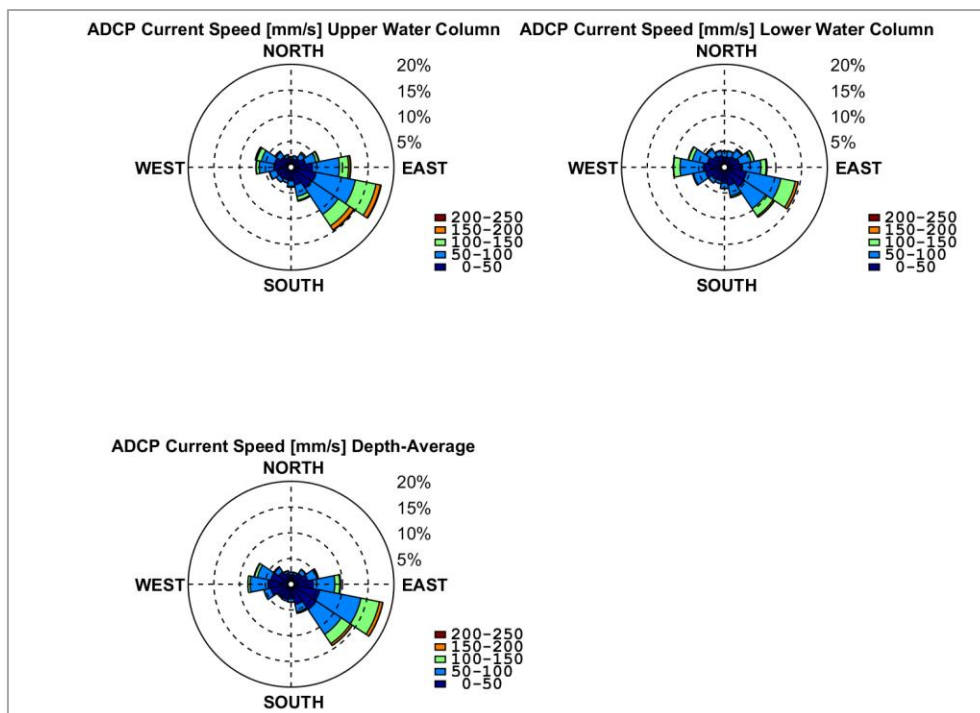 ADCP Current Speed [mm/s] Upper Water Column
NORTH
20%
15%
10%
5%
WEST
EAST
200-250
150-200
100-150
50-100
0-50
SOUTH
ADCP Current Speed [mm/s] Lower Water Column
NORTH
20%
15%
10%
5%
WEST
EAST
200-250
150-200
100-150
50-100
0-50
SOUTH
ADCP Current Speed [mm/s] Depth-Average
NORTH
20%
15%
10%
5%
WEST
EAST
200-250
150-200
100-150
50-100
0-50
SOUTH